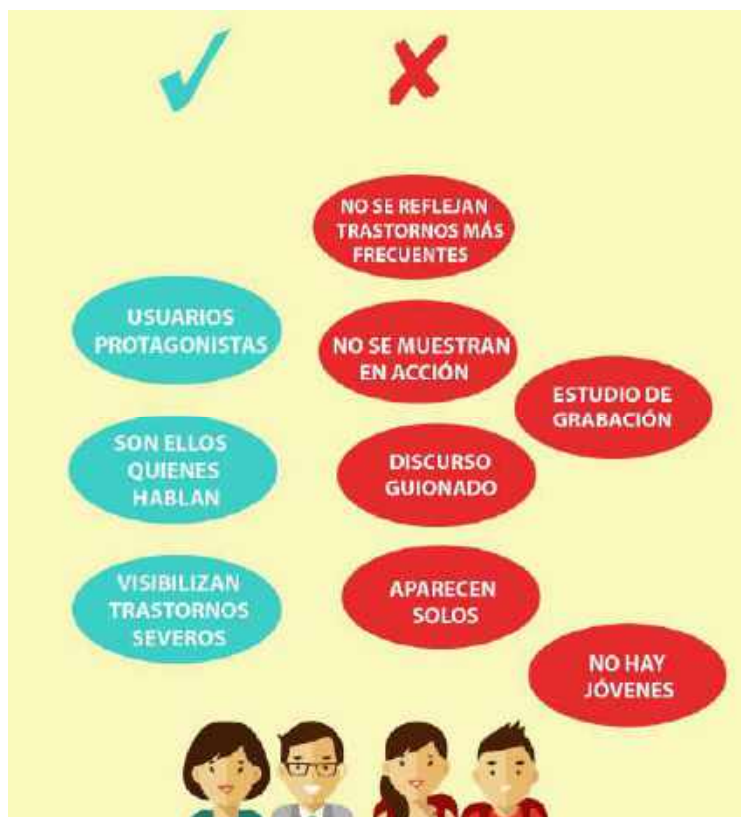 NO SE REFLEJAN
TRASTORNOS MÁS
FRECUENTES
USUARIOS
PROTAGONISTAS
NO SE MUESTRAN
EN ACCIÓN
ESTUDIO DE
GRABACIÓN
SON ELLOS
QUIENES
HABLAN
DISCURSO
GUIONADO
VISIBILIZAN
TRASTORNOS
SEVEROS
APARECEN
SOLOS
NO HAY
JÓVENES